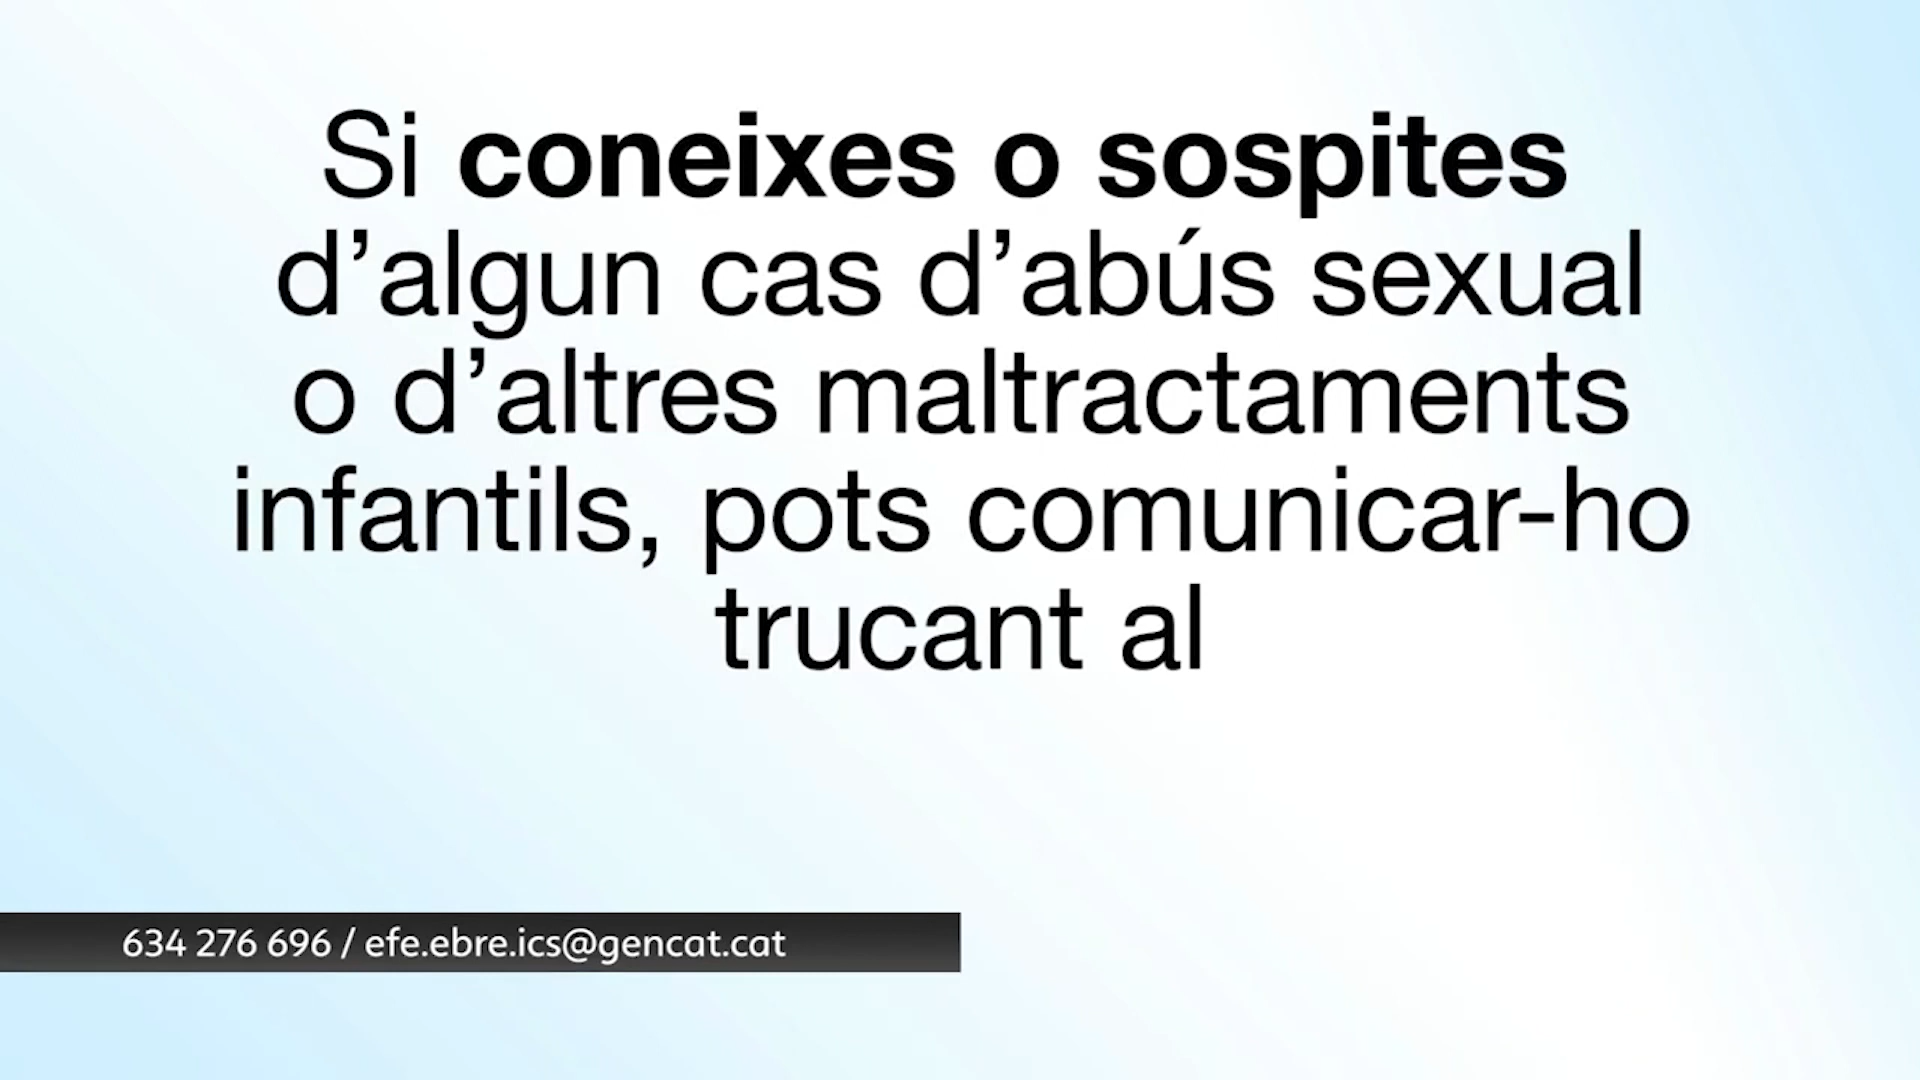 Si coneixes o sospites
d’algun cas d’abús sexual
o d’altres maltractaments
infantils, pots comunicar-ho
trucant al
634 276 696 / efe.ebre.ics@gencat.cat